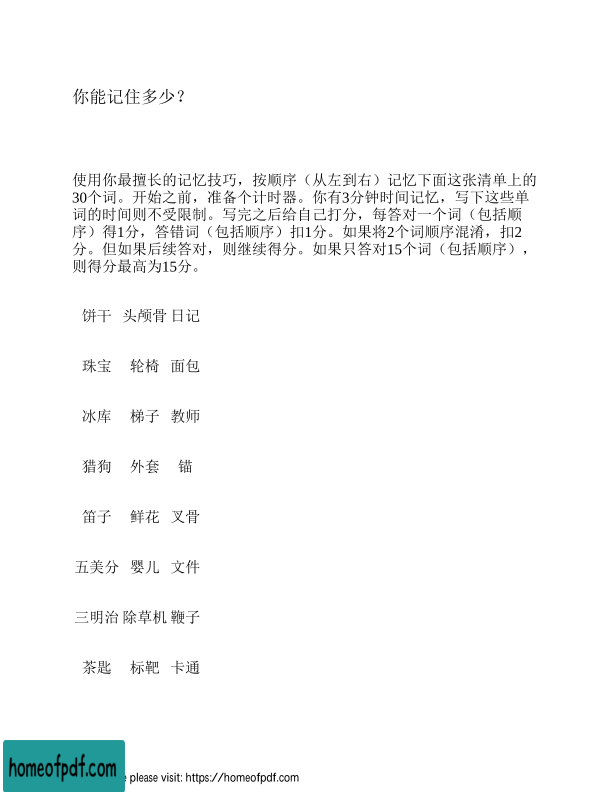 你能记住多少？
使用你最擅长的记忆技巧，按顺序（从左到右）记忆下面这张清单上的
30个词。开始之前，准备个计时器。你有3分钟时间记忆，写下这些单
词的时间则不受限制。写完之后给自己打分，每答对一个词（包括顺
序）得1分，答错词（包括顺序）扣1分。如果将2个词顺序混淆，扣2
分。但如果后续答对，则继续得分。如果只答对15个词（包括顺序），
则得分最高为15分。
饼干 头颅骨 日记
珠宝 轮椅 面包
冰库 梯子 教师
猎狗 外套 锚
笛子 鲜花 叉骨
五美分 婴儿 文件
三明治 除草机 鞭子
茶匙 标靶 卡通
homeofpdf.com
e please visit: https://homeofpdf.com